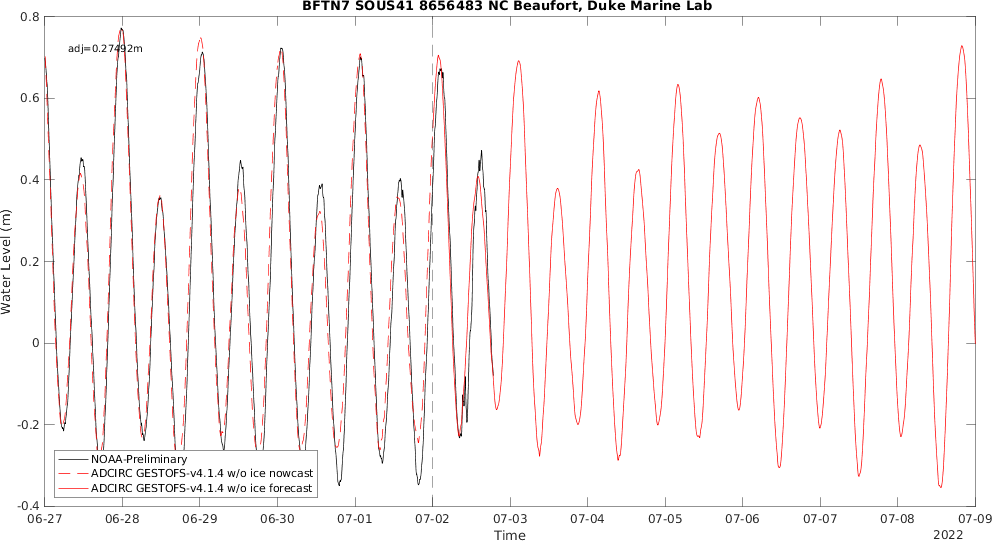 BFTN7 SOUS41 8656483 NC Beaufort, Duke Marine Lab
adj=0.27492m
Water Level (m)
0.8
0.6
0.4
0.2
0
-0.2
-0.4
NOAA-Preliminary
ADCIRC GESTOFS-v4.1.4 w/o ice nowcast
ADCIRC GESTOFS-v4.1.4 w/o ice forecast
06-27 06-28 06-29 06-30 07-01 07-02 07-03 07-04 07-05 07-06 07-07 07-08 07-09
Time
2022